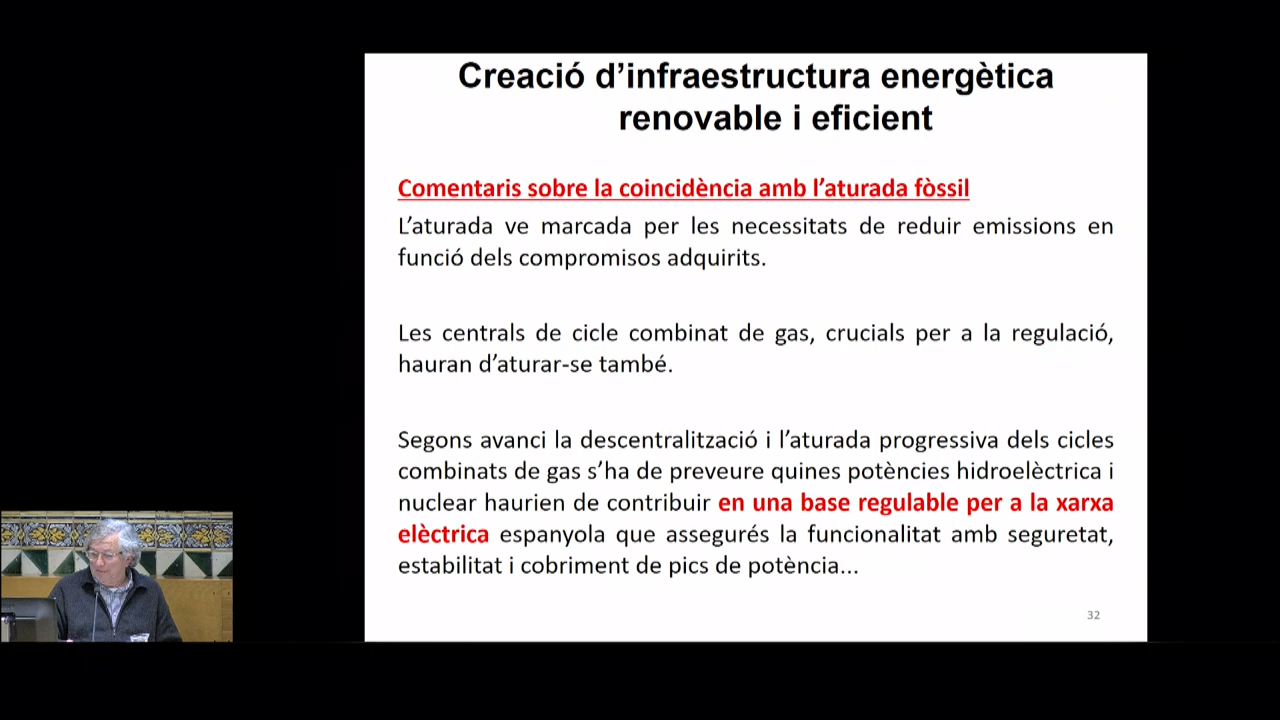 Creació d’infraestructura energètica
renovable i eficient
Comentaris sobre la coincidència amb l’aturada fòssil
L’aturada ve marcada per les necessitats de reduir emissions en
funció dels compromisos adquirits.
Les centrals de cicle combinat de gas, crucials per a la regulació,
hauran d’aturar-se també.
Segons avanci la descentralització i l’aturada progressiva dels cicles
combinats de gas s’ha de preveure quines potències hidroelèctrica i
nuclear haurien de contribuir en una base regulable per a la xarxa
elèctrica espanyola que assegurés la funcionalitat amb seguretat,
estabilitat i cobriment de pics de potència...
32